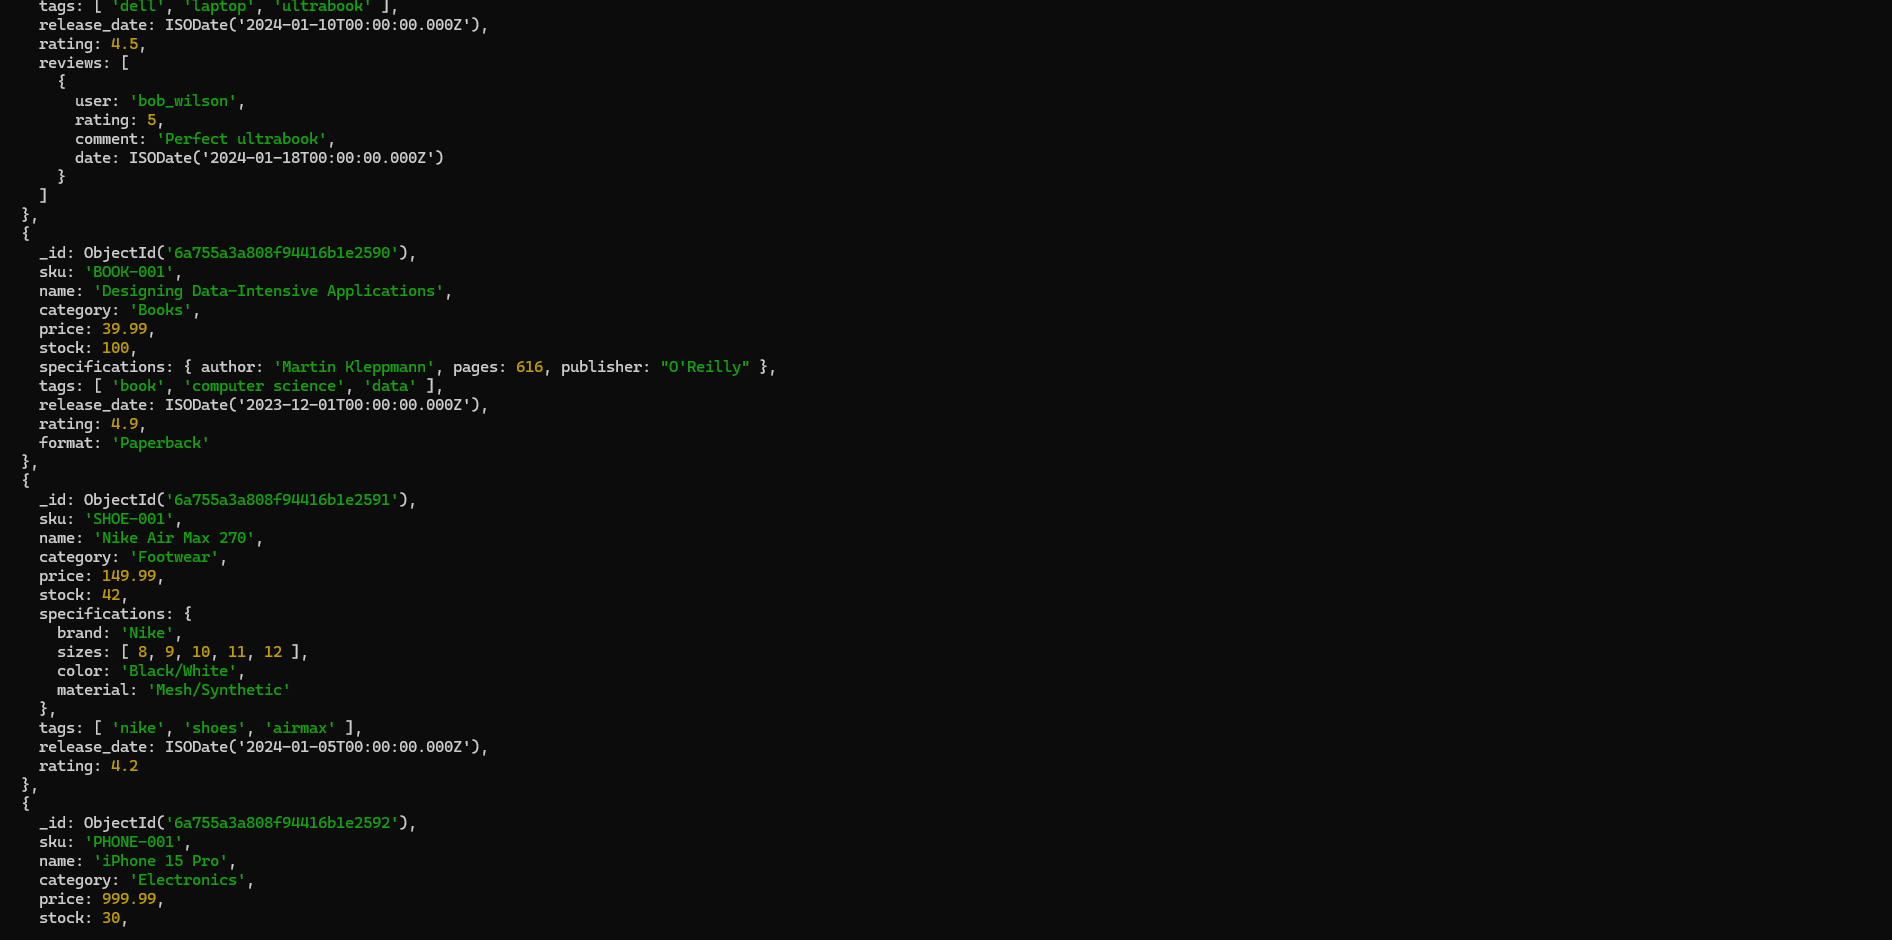 tags: [ 'dell', 'laptop', 'ultrabook' ],
release_date: ISODate('2024-01-10T00:00:00.000Z'),
rating: 4.5,
reviews: [
{
user: 'bob_wilson',
rating: 5,
comment: 'Perfect ultrabook',
date: ISODate('2024-01-18T00:00:00.000Z')
}
]
},
{
_id: ObjectId('6a755a3a808f94416b1e2590'),
sku: 'BOOK-001',
name: 'Designing Data-Intensive Applications',
category: 'Books',
price: 39.99,
stock: 100,
specifications: { author: 'Martin Kleppmann', pages: 616, publisher: "O'Reilly" },
tags: [ 'book', 'computer science', 'data' ],
release_date: ISODate('2023-12-01T00:00:00.000Z'),
rating: 4.9,
format: 'Paperback'
},
{
_id: ObjectId('6a755a3a808f94416b1e2591'),
sku: 'SHOE-001',
name: 'Nike Air Max 270',
category: 'Footwear',
price: 149.99,
stock: 42,
specifications: {
brand: 'Nike',
sizes: [ 8, 9, 10, 11, 12 ],
color: 'Black/White',
material: 'Mesh/Synthetic'
},
tags: [ 'nike', 'shoes', 'airmax' ],
release_date: ISODate('2024-01-05T00:00:00.000Z'),
rating: 4.2
},
{
_id: ObjectId('6a755a3a808f94416b1e2592'),
sku: 'PHONE-001',
name: 'iPhone 15 Pro',
category: 'Electronics',
price: 999.99,
stock: 30,